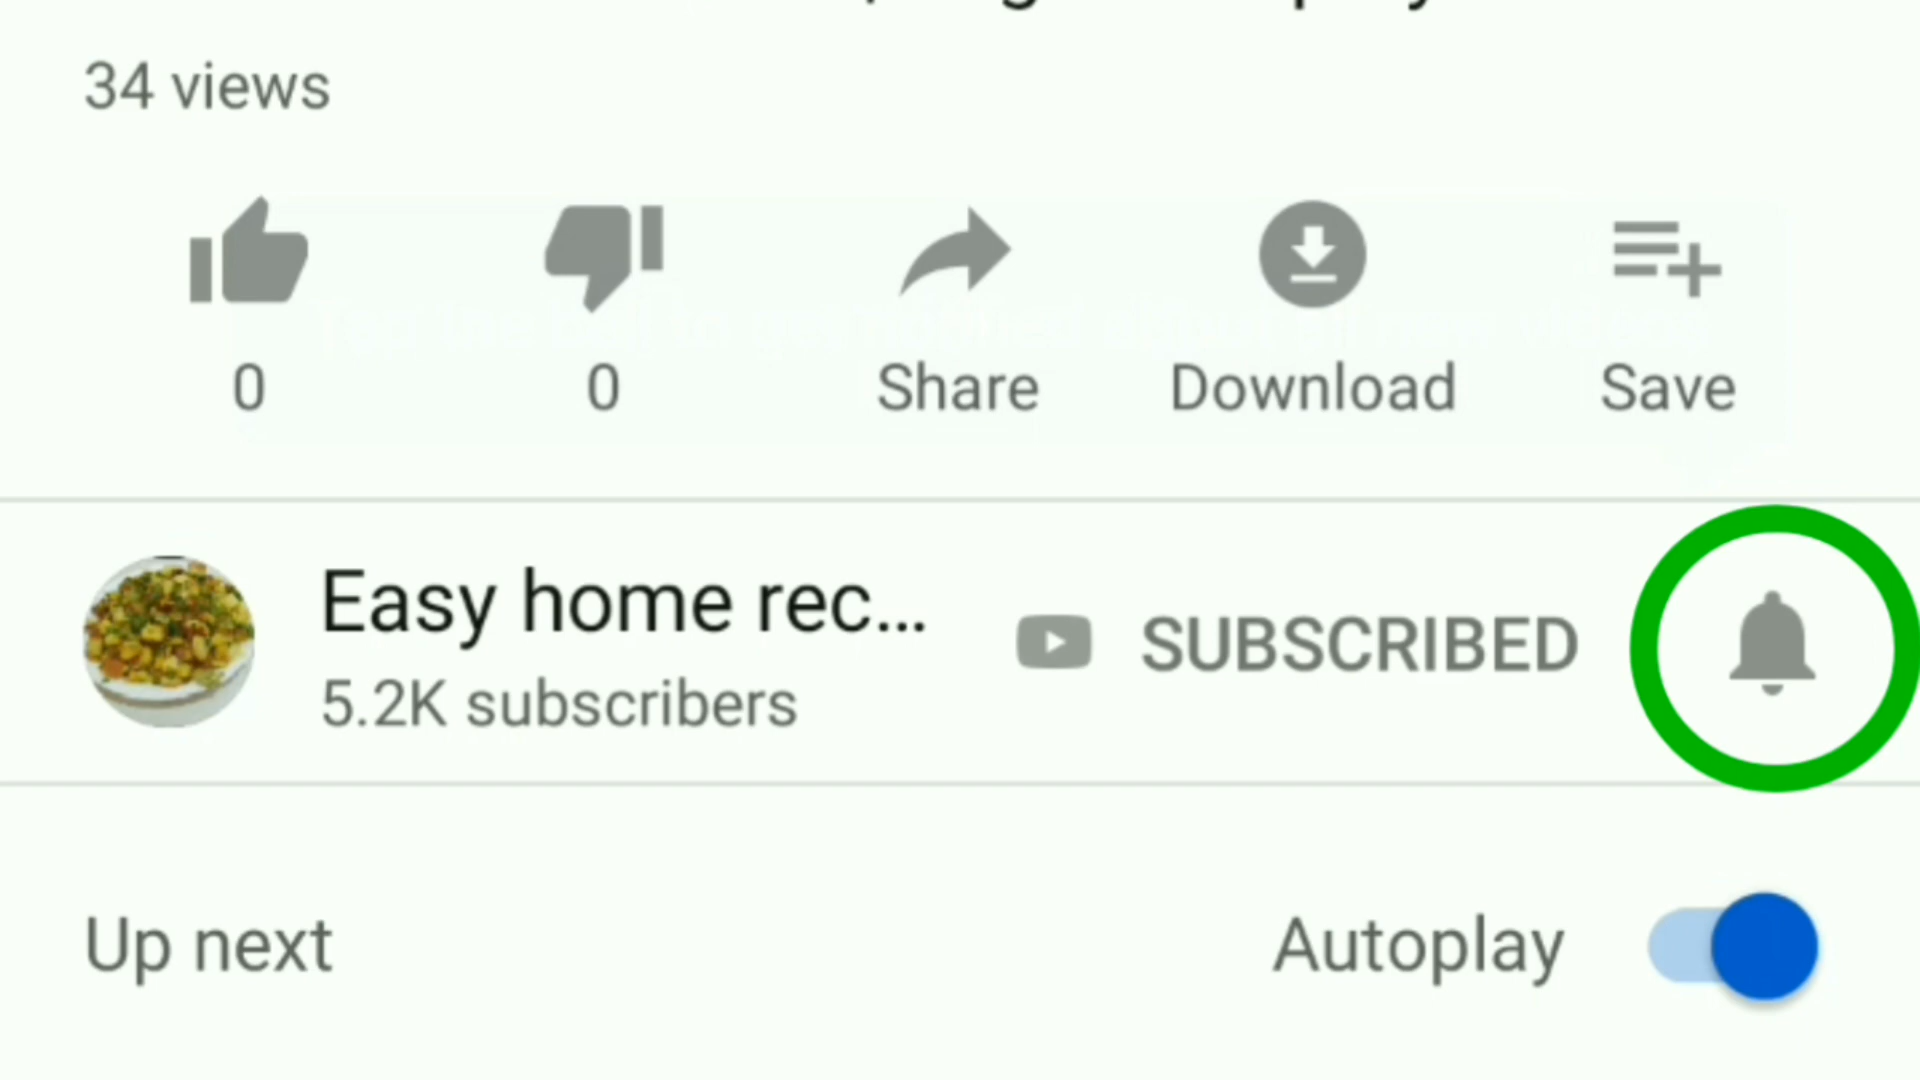 34 views
0 0 Share Download Save
Easy home rec...
SUBSCRIBED
5.2K subscribers
Up next Autoplay